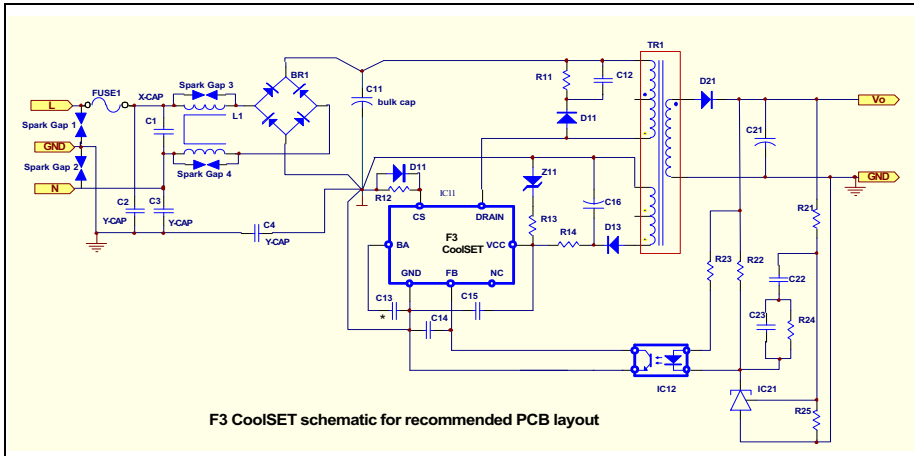 TR1
BR1
D21
Spark Gap 3
FUSE1
X-CAP
R11
C12
C11
bulk cap
L
L1
Vo
Spark Gap 1
C1
D11
C21
GND
Spark Gap 2
Spark Gap 4
D11
Z11
GND
N
R12
IC11
C16
C2
C3
CS
DRAIN
R13
R21
Y-CAP
Y-CAP
C4
Y-CAP
BA
F3
CoolSET
VCC
R14
D13
R23
R22
GND
FB
NC
C22
C13
C15
*
C14
C23
R24
IC12
IC21
R25
F3 CoolSET schematic for recommended PCB layout